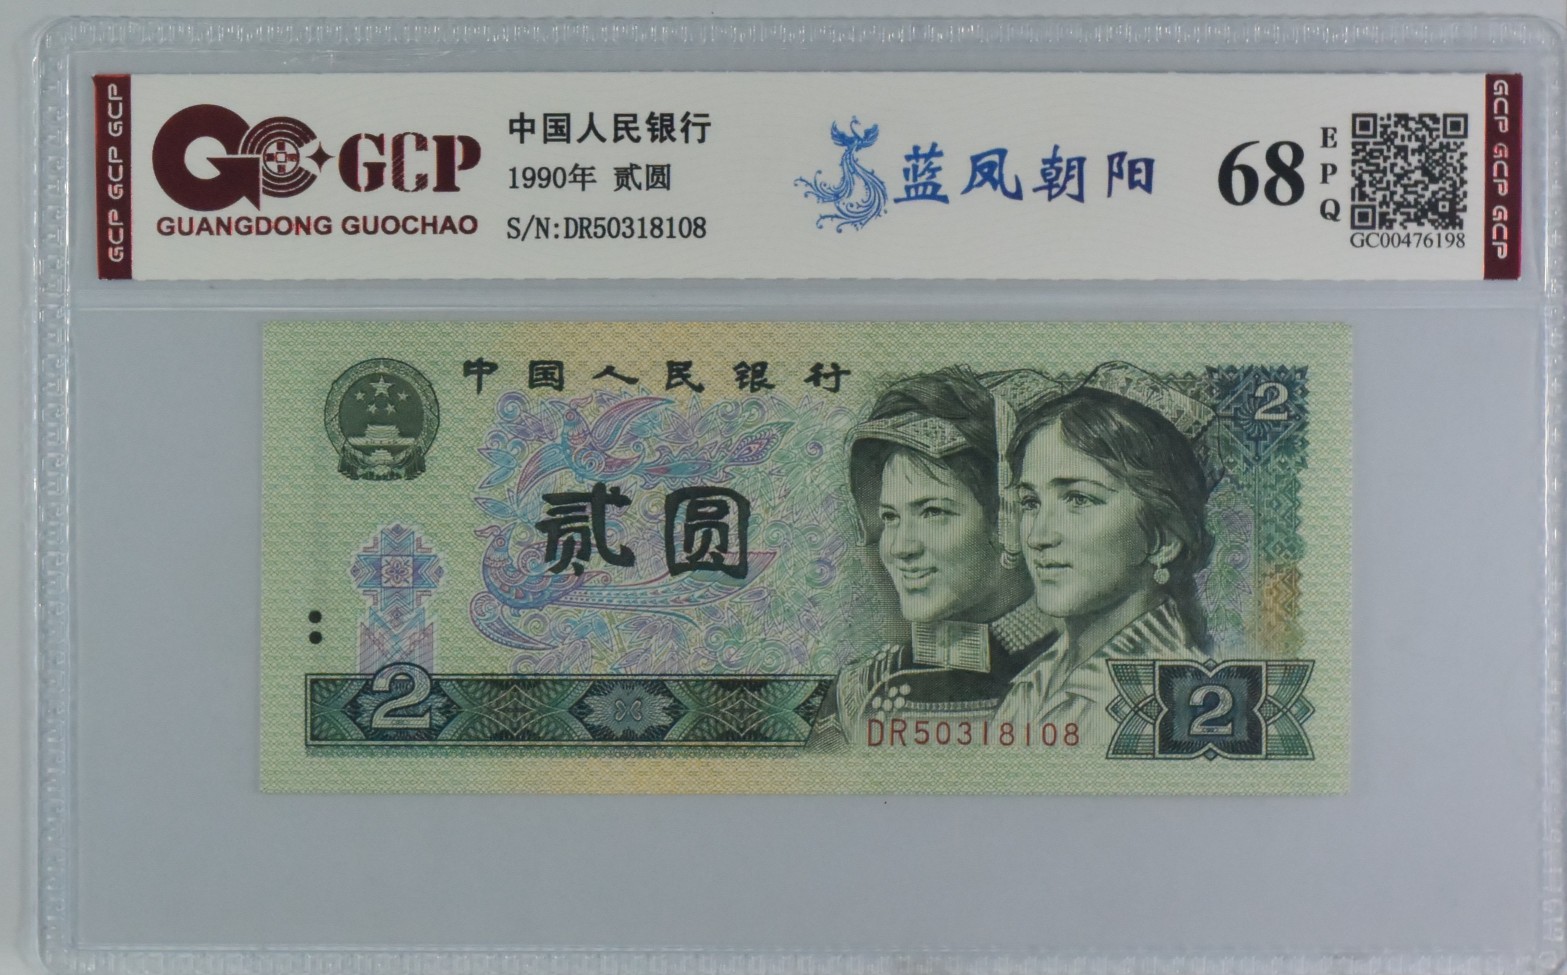 GCP GCP GCP
GCP
GUANGDONG GUOCHAO
中国人民银行
1990年 贰圆
S/N:DR50318108
蓝凤朝阳
68
EPQ
GC00476198
GCP GCP GCP
中国人民银行
2
贰圆
2
DR50318108
2